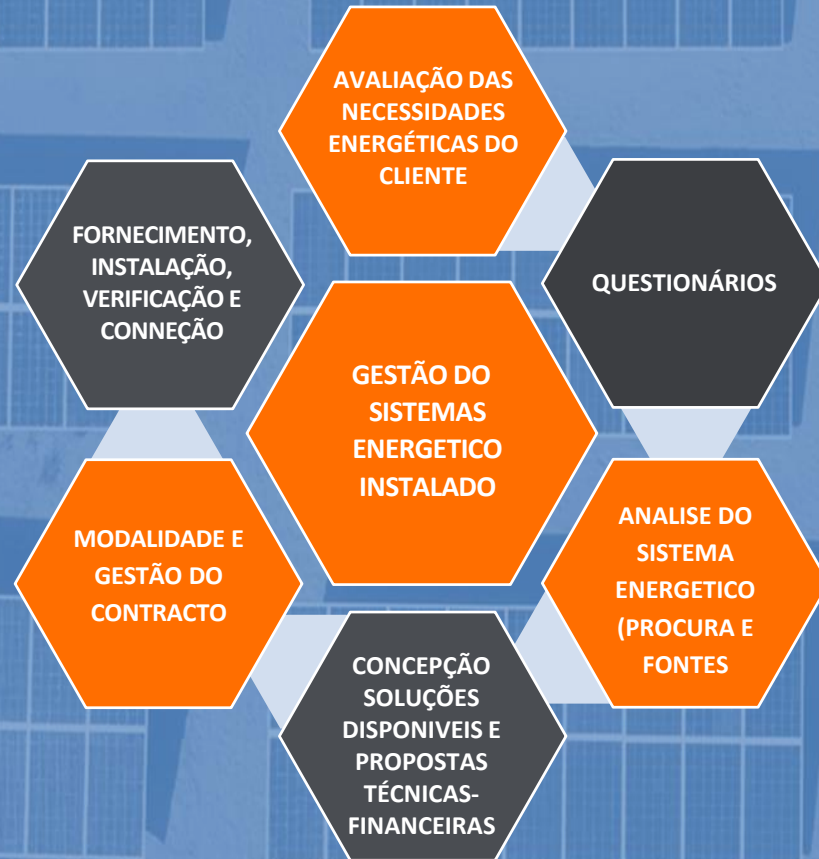 AVALIAÇÃO DAS
NECESSIDADES
ENERGÉTICAS DO
CLIENTE
QUESTIONÁRIOS
ANALISE DO
SISTEMA
ENERGETICO
(PROCURA E
FONTES
CONCEPÇÃO
SOLUÇÕES
DISPONIVEIS E
PROPOSTAS
TÉCNICAS-
FINANCEIRAS
MODALIDADE E
GESTÃO DO
CONTRACTO
FORNECIMENTO,
INSTALAÇÃO,
VERIFICAÇÃO E
CONNEÇÃO
GESTÃO DO
SISTEMAS
ENERGETICO
INSTALADO